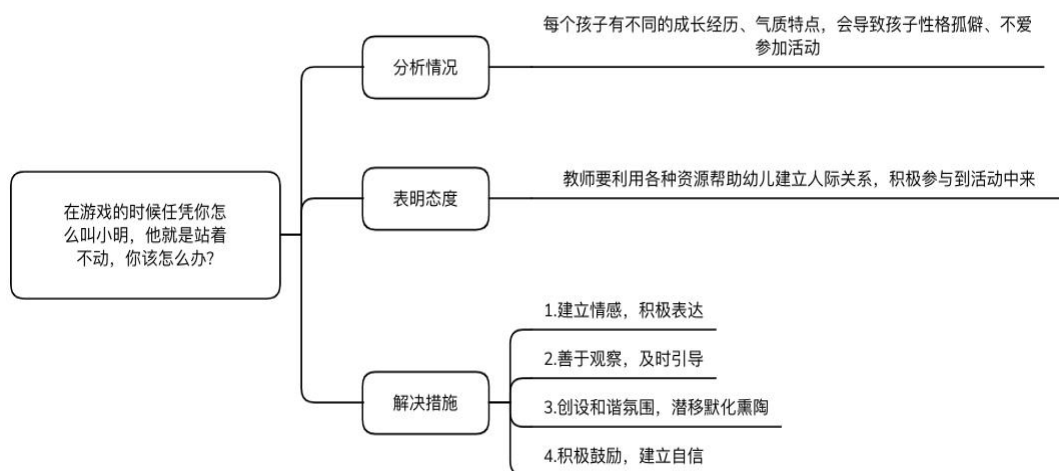 每个孩子有不同的成长经历、气质特点，会导致孩子性格孤僻、不爱
参加活动
分析情况
教师要利用各种资源帮助幼儿建立人际关系，积极参与到活动中来
表明态度
在游戏的时候任凭你怎
么叫小明，他就是站着
不动，你该怎么办?
解决措施
1.建立情感，积极表达
2.善于观察，及时引导
3.创设和谐氛围，潜移默化熏陶
4.积极鼓励，建立自信